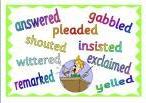 answered gabbled
pleaded
shouted insisted
wittered exclaimed
remarked
yelled